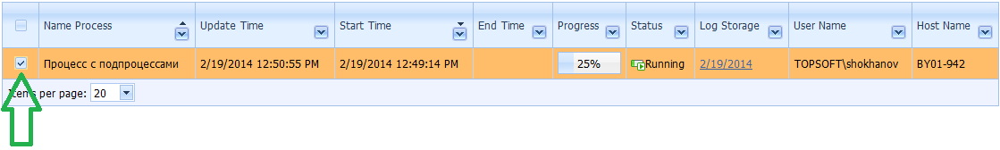 Name Process Update Time Start Time End Time Progress Status Log Storage User Name Host Name
Процесс с подпроцессами 2/19/2014 12:50:55 PM 2/19/2014 12:49:14 PM 25% Running 2/19/2014 TOPSOFT\shokhanov BY01-942
Items per page: 20